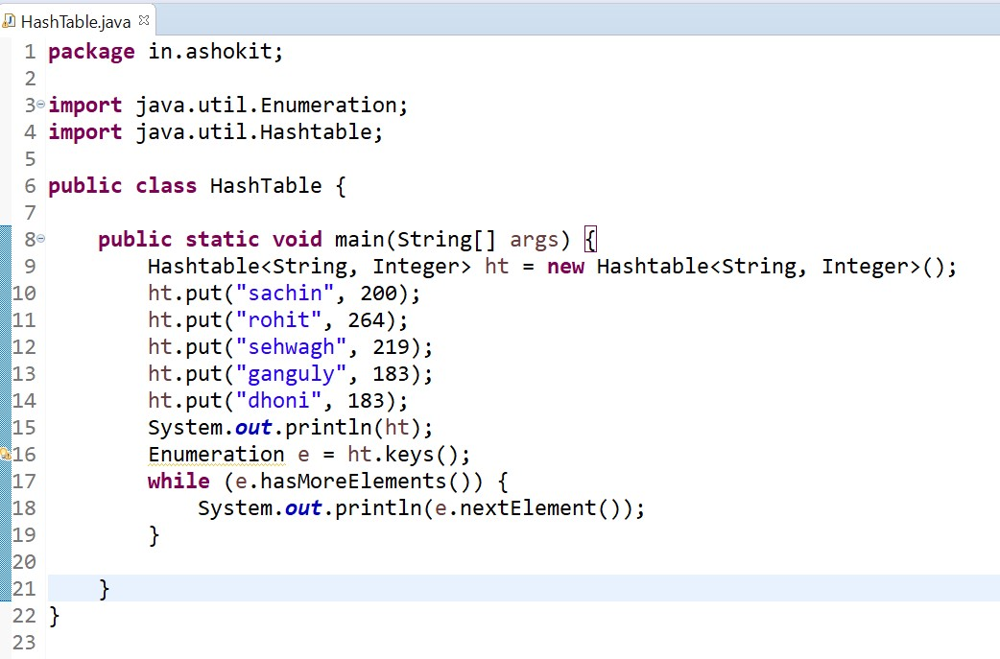 HashTable.java
1 package in.ashokit;
2
3 import java.util.Enumeration;
4 import java.util.Hashtable;
5
6 public class HashTable {
7
8     public static void main(String[] args) {
9         Hashtable<String, Integer> ht = new Hashtable<String, Integer>();
10         ht.put("sachin", 200);
11         ht.put("rohit", 264);
12         ht.put("sehwagh", 219);
13         ht.put("ganguly", 183);
14         ht.put("dhoni", 183);
15         System.out.println(ht);
16         Enumeration e = ht.keys();
17         while (e.hasMoreElements()) {
18             System.out.println(e.nextElement());
19         }
20
21     }
22 }
23